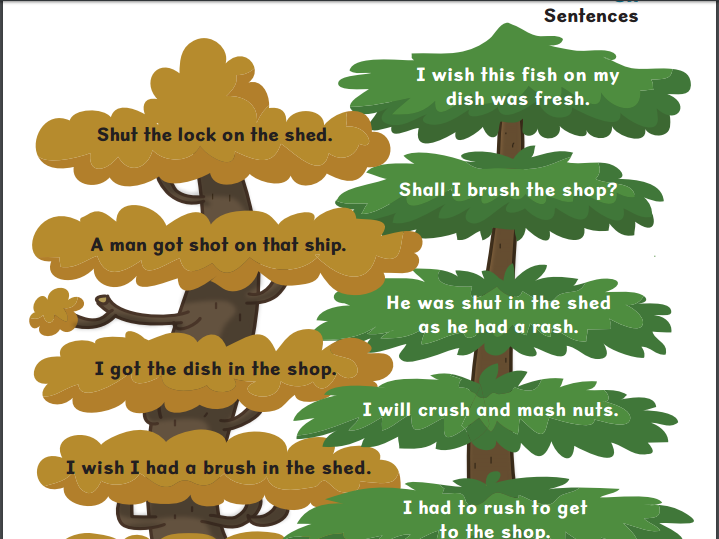 Sentences
Shut the lock on the shed.
A man got shot on that ship.
I got the dish in the shop.
I wish I had a brush in the shed.
I wish this fish on my
dish was fresh.
Shall I brush the shop?
He was shut in the shed
as he had a rash.
I will crush and mash nuts.
I had to rush to get
to the shop.